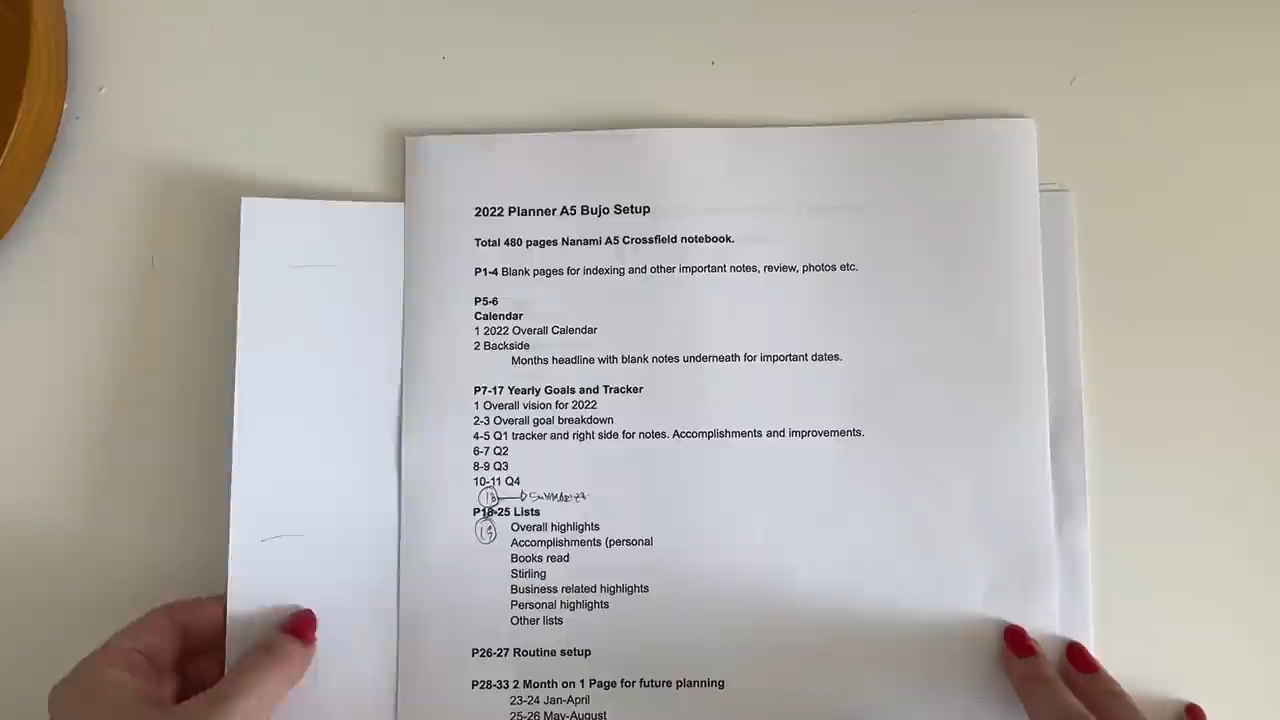 2022 Planner A5 Bujo Setup
Total 480 pages Nanami A5 Crossfield notebook.
P1-4 Blank pages for indexing and other important notes, review, photos etc.
P5-6
Calendar
1 2022 Overall Calendar
2 Backside
Months headline with blank notes underneath for important dates.
P7-17 Yearly Goals and Tracker
1 Overall vision for 2022
2-3 Overall goal breakdown
4-5 Q1 tracker and right side for notes. Accomplishments and improvements.
6-7 Q2
8-9 Q3
10-11 Q4
18 → Summarize
P18-25 Lists
19
Overall highlights
Accomplishments (personal
Books read
Stirling
Business related highlights
Personal highlights
Other lists
P26-27 Routine setup
P28-33 2 Month on 1 Page for future planning
23-24 Jan-April
25-26 May-August